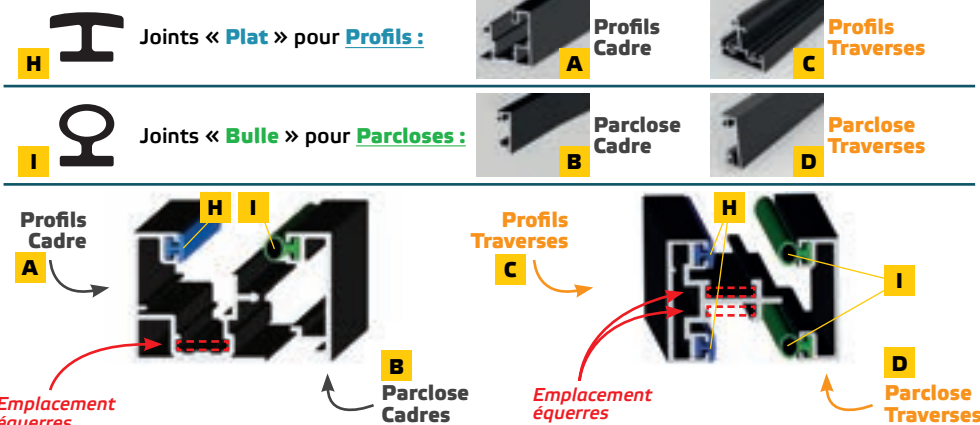 H
Joints « Plat » pour Profils :
A
Profils
Cadre
C
Profils
Traverses
I
Joints « Bulle » pour Parcloses :
B
Parclose
Cadre
D
Parclose
Traverses
Profils
Cadre
A
H
I
Emplacement
équerres
B
Parclose
Cadres
Profils
Traverses
C
H
I
Emplacement
équerres
D
Parclose
Traverses